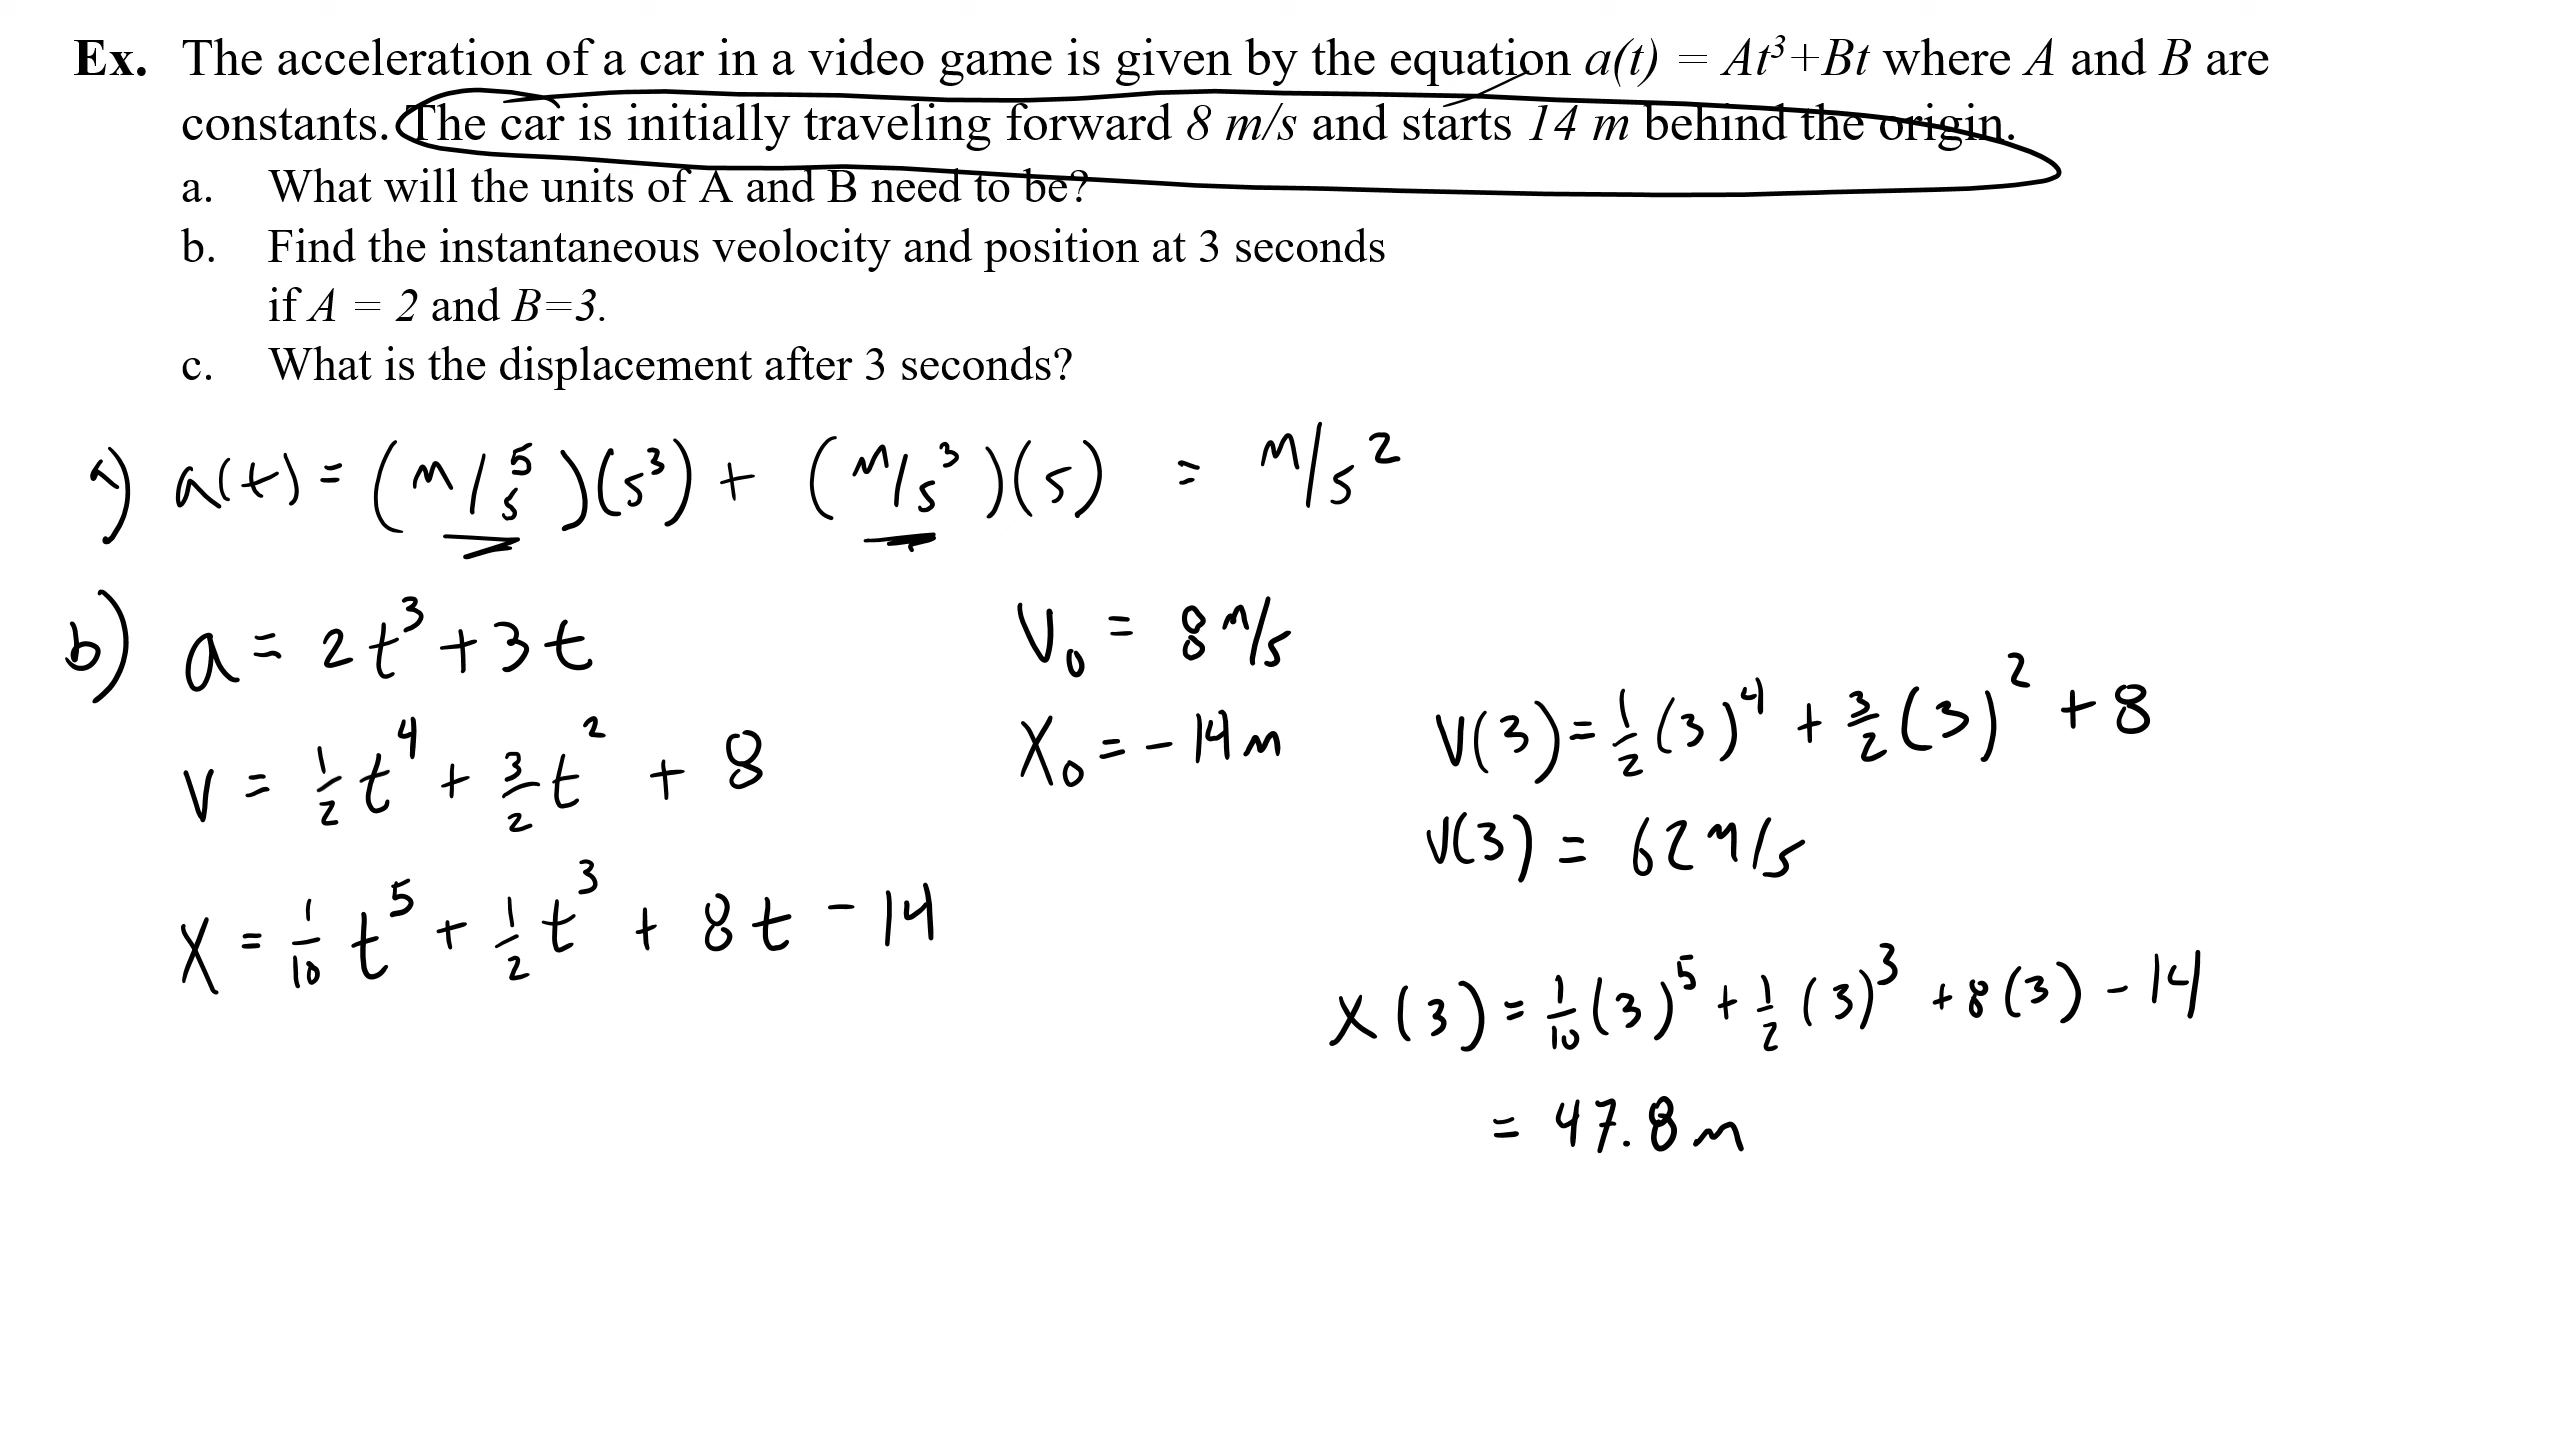 Ex. The acceleration of a car in a video game is given by the equation a(t) = At³+Bt where A and B are
constants. The car is initially traveling forward 8 m/s and starts 14 m behind the origin.
a. What will the units of A and B need to be?
b. Find the instantaneous veolocity and position at 3 seconds
if A = 2 and B=3.
c. What is the displacement after 3 seconds?
a) a(t) = (m/s⁵)(s³) + (m/s³)(s) = m/s²
b) a = 2t³ + 3t
v = 1/2 t⁴ + 3/2 t² + 8
x = 1/10 t⁵ + 1/2 t³ + 8t - 14
V₀ = 8 m/s
X₀ = - 14 m
V(3) = 1/2 (3)⁴ + 3/2 (3)² + 8
V(3) = 62 m/s
X(3) = 1/10 (3)⁵ + 1/2 (3)³ + 8(3) - 14
= 47.8 m